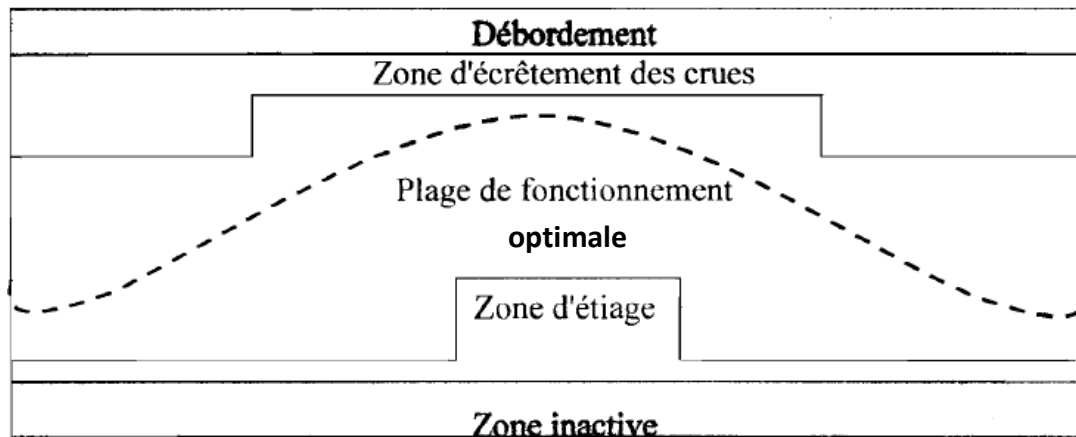 Débordement
Zone d'écrêtement des crues
Plage de fonctionnement
optimale
Zone d'étiage
Zone inactive